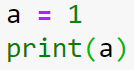 a = 1
print(a)